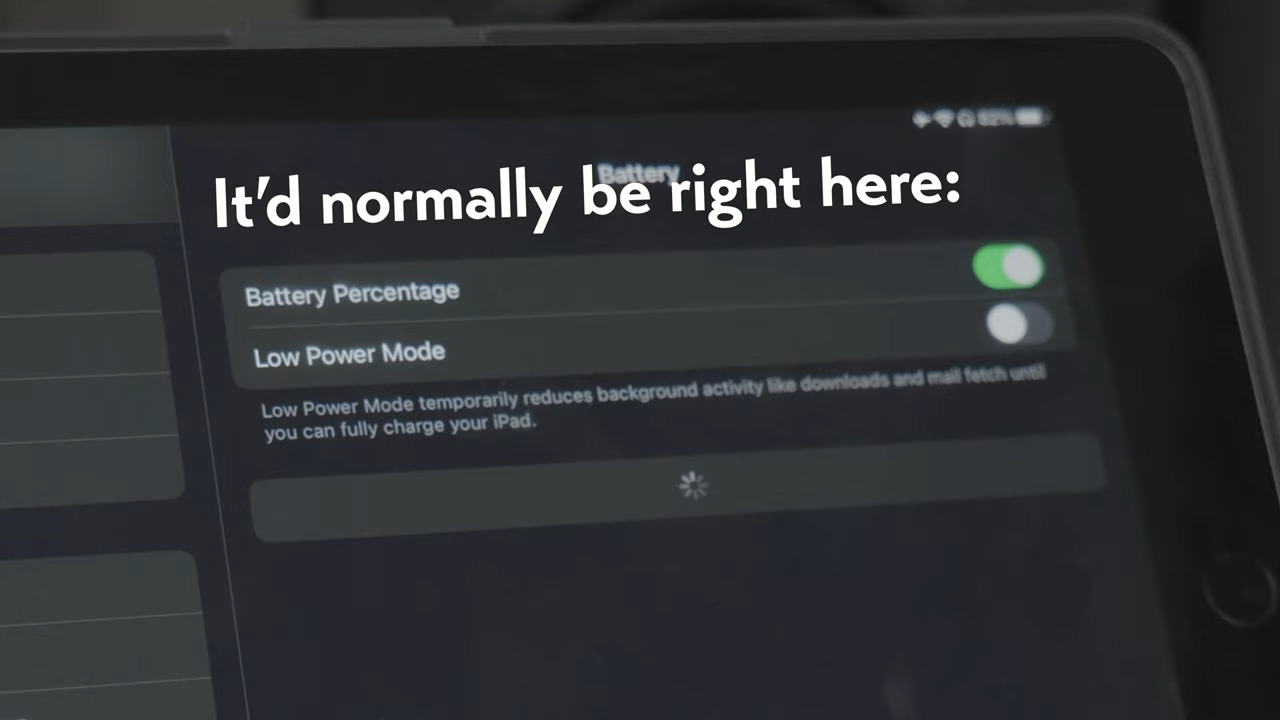 82%
Battery
It'd normally be right here:
Battery Percentage
Low Power Mode
Low Power Mode temporarily reduces background activity like downloads and mail fetch until
you can fully charge your iPad.